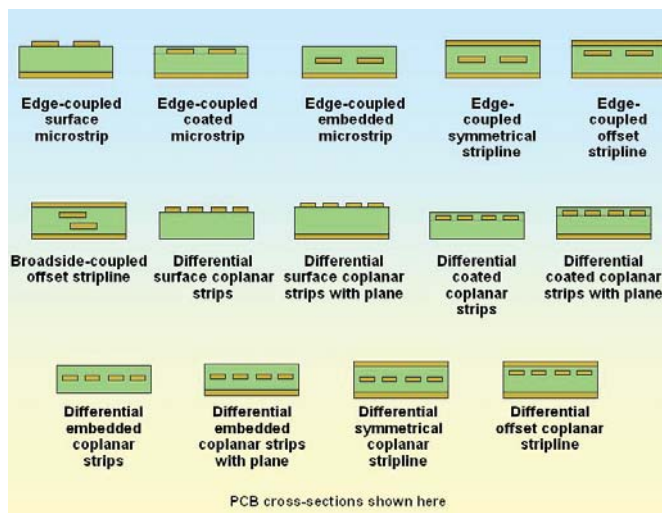 Edge-coupled
surface
microstrip
Edge-coupled
coated
microstrip
Edge-coupled
embedded
microstrip
Edge-
coupled
symmetrical
stripline
Edge-
coupled
offset
stripline
Broadside-coupled
offset stripline
Differential
surface coplanar
strips
Differential
surface coplanar
strips with plane
Differential
coated
coplanar
strips
Differential
coated coplanar
strips with plane
Differential
embedded
coplanar
strips
Differential
embedded
coplanar strips
with plane
Differential
symmetrical
coplanar
stripline
Differential
offset coplanar
stripline
PCB cross-sections shown here